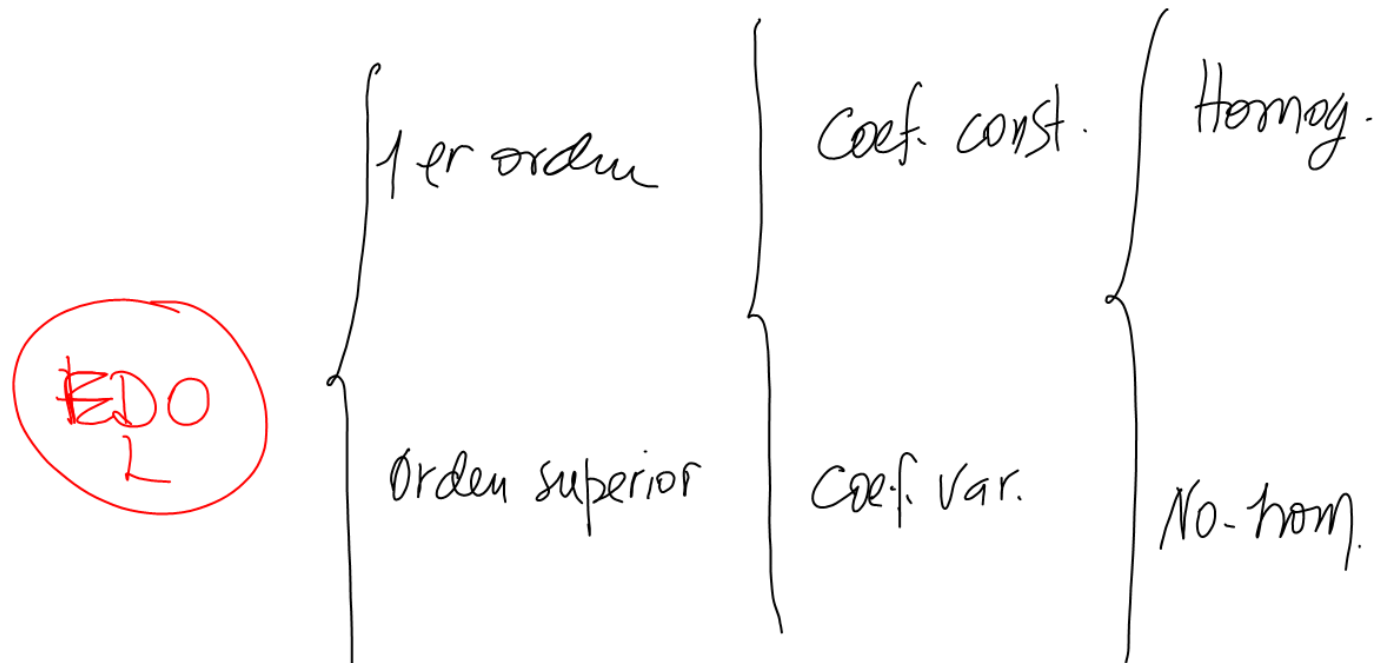 EDO
L
1er orden
Orden superior
Coef. const.
Coef. Var.
Homog.
No-hom.